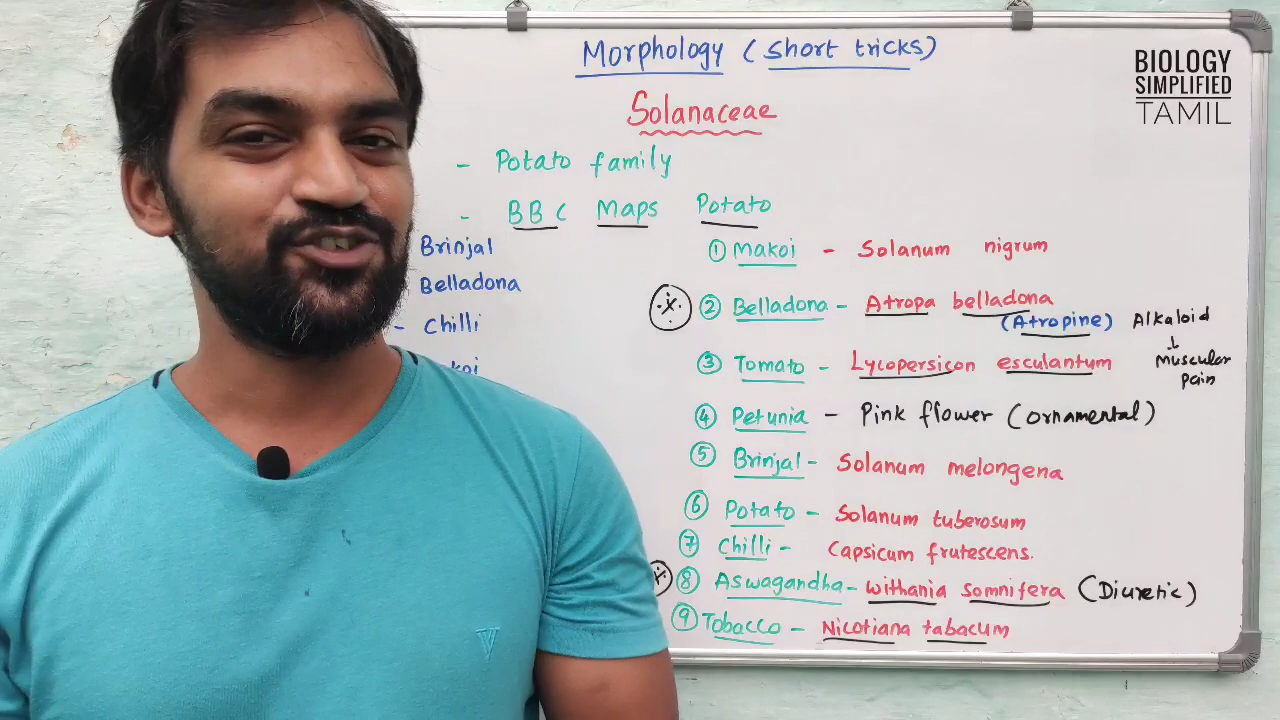 Morphology (short tricks)
BIOLOGY
SIMPLIFIED
TAMIL
Solanaceae
- Potato family
- BBC Maps Potato
Brinjal
Belladona
- Chilli
① Makoi - Solanum nigrum
② Belladona - Atropa belladona
(Atropine) Alkaloid
↓
Muscular
pain
③ Tomato - Lycopersicon esculantum
④ Petunia - Pink flower (ornamental)
⑤ Brinjal - Solanum melongena
⑥ Potato - Solanum tuberosum
⑦ Chilli - Capsicum frutescens.
⑧ Aswagandha - Withania somnifera (Diuretic)
⑨ Tobacco - Nicotiana tabacum